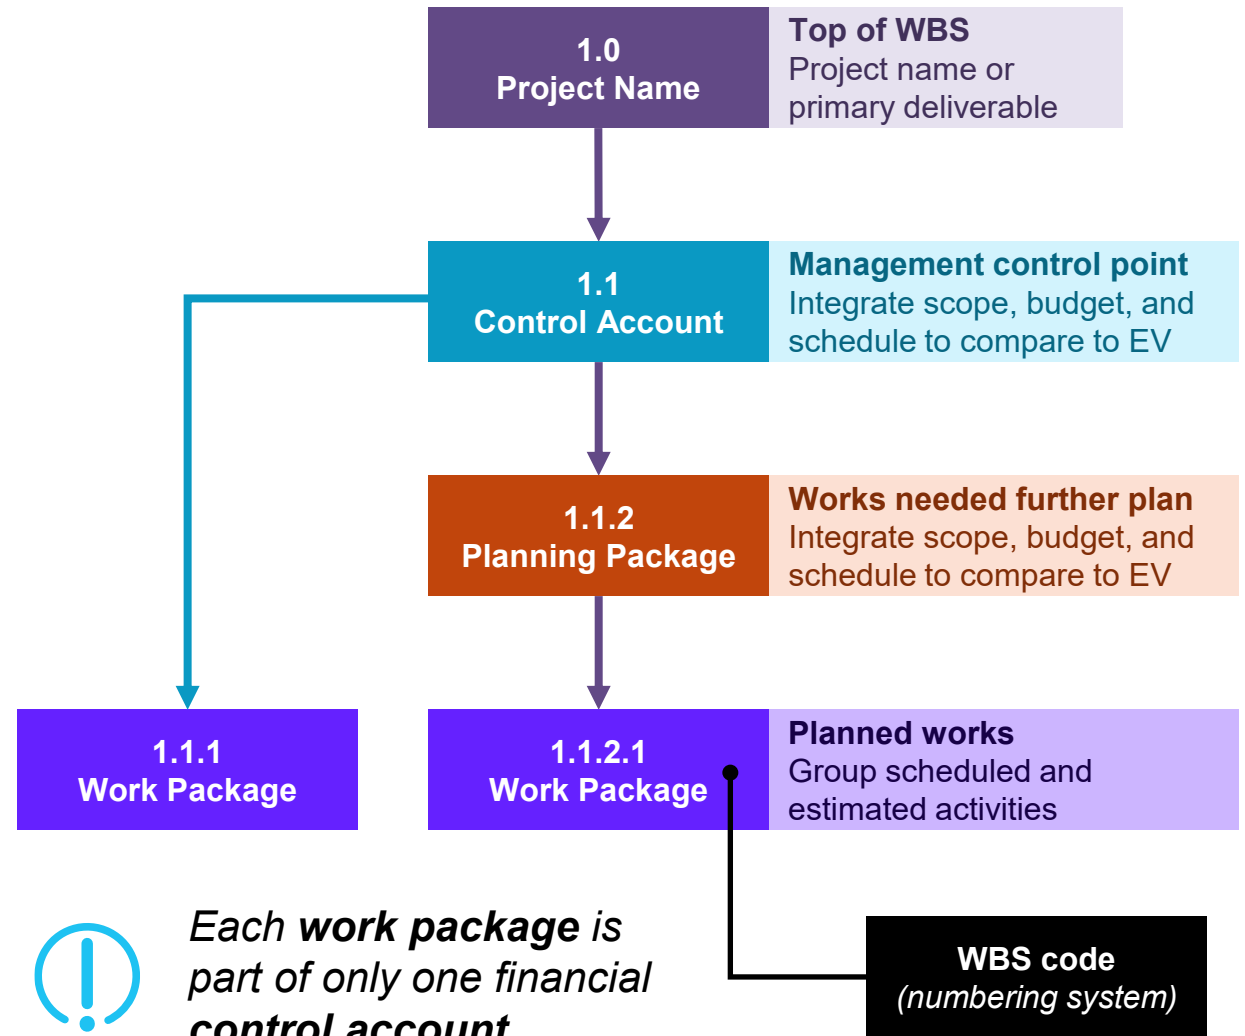 1.0
Project Name
Top of WBS
Project name or
primary deliverable
1.1
Control Account
Management control point
Integrate scope, budget, and
schedule to compare to EV
1.1.2
Planning Package
Works needed further plan
Integrate scope, budget, and
schedule to compare to EV
1.1.1
Work Package
1.1.2.1
Work Package
Planned works
Group scheduled and
estimated activities
Each work package is
part of only one financial
control account
WBS code
(numbering system)